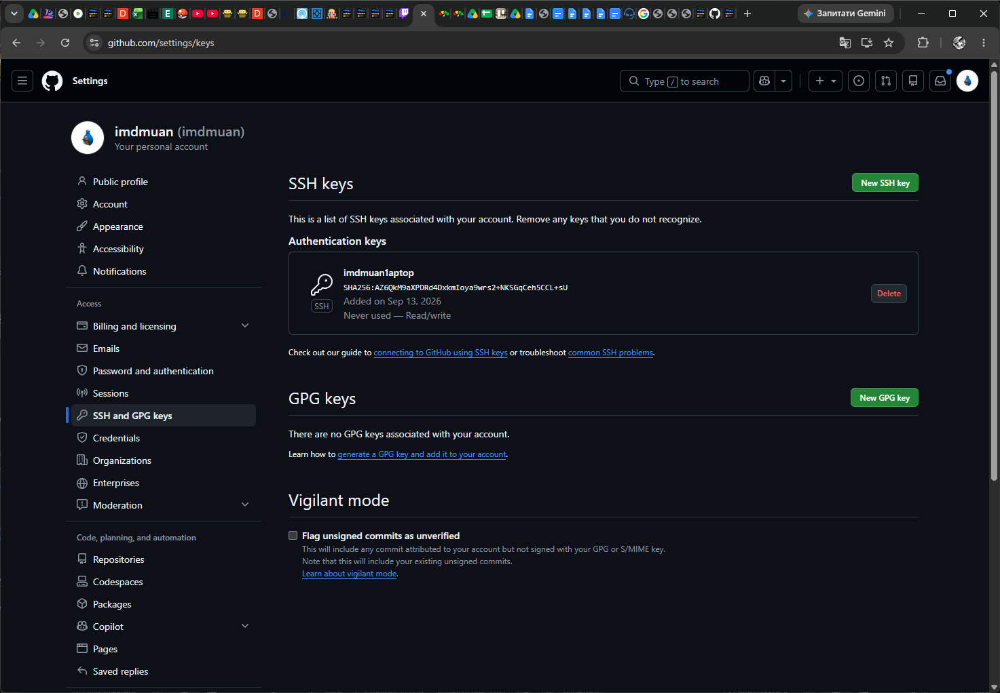 Запитати Gemini
github.com/settings/keys
Settings
Type / to search
imdmuan (imdmuan)
Your personal account
Public profile
Account
Appearance
Accessibility
Notifications
Access
Billing and licensing
Emails
Password and authentication
Sessions
SSH and GPG keys
Credentials
Organizations
Enterprises
Moderation
Code, planning, and automation
Repositories
Codespaces
Packages
Copilot
Pages
Saved replies
SSH keys
New SSH key
This is a list of SSH keys associated with your account. Remove any keys that you do not recognize.
Authentication keys
imdmuan1aptop
SHA256:AZ6QkM9aXPDRd4DxkmIoya9wrs2+NKSGqCeh5CCL+sU
SSH
Added on Sep 13, 2026
Never used — Read/write
Delete
Check out our guide to connecting to GitHub using SSH keys or troubleshoot common SSH problems.
GPG keys
New GPG key
There are no GPG keys associated with your account.
Learn how to generate a GPG key and add it to your account.
Vigilant mode
Flag unsigned commits as unverified
This will include any commit attributed to your account but not signed with your GPG or S/MIME key.
Note that this will include your existing unsigned commits.
Learn about vigilant mode.